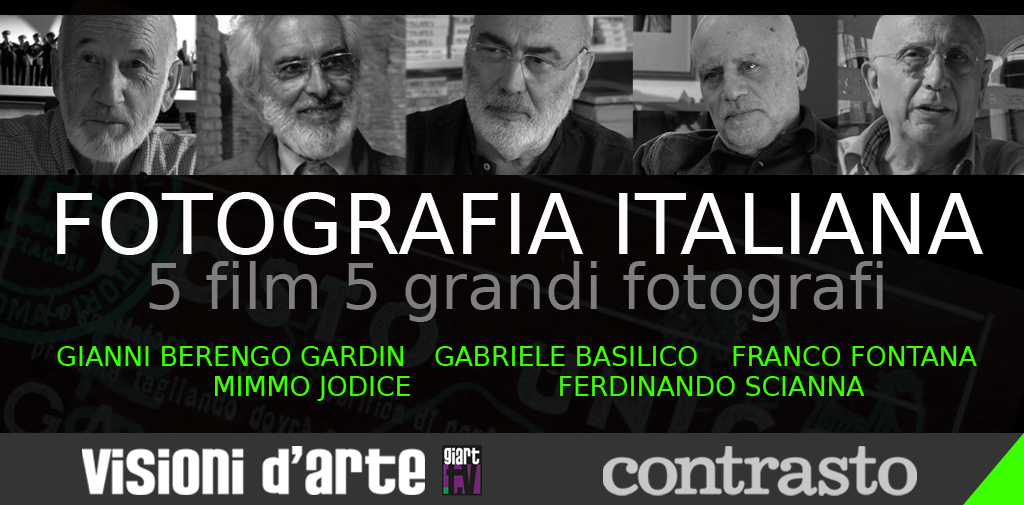 FOTOGRAFIA ITALIANA
5 film 5 grandi fotografi
GIANNI BERENGO GARDIN GABRIELE BASILICO FRANCO FONTANA
MIMMO JODICE FERDINANDO SCIANNA
visioni d'arte giart .tv contrasto